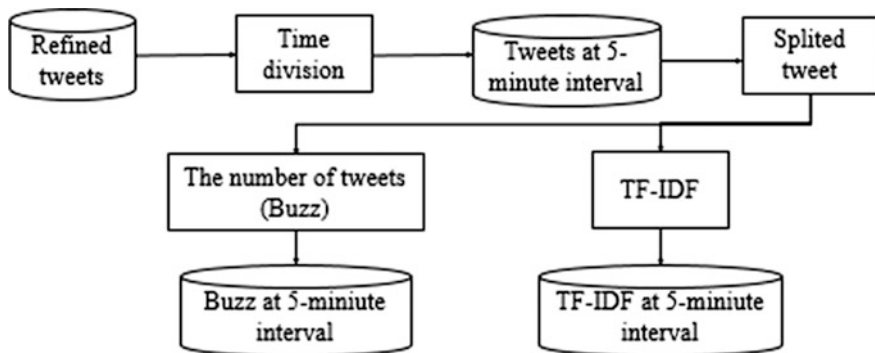 Refined
tweets
Time
division
Tweets at 5-
minute interval
Splited
tweet
The number of tweets
(Buzz)
TF-IDF
Buzz at 5-miniute
interval
TF-IDF at 5-miniute
interval